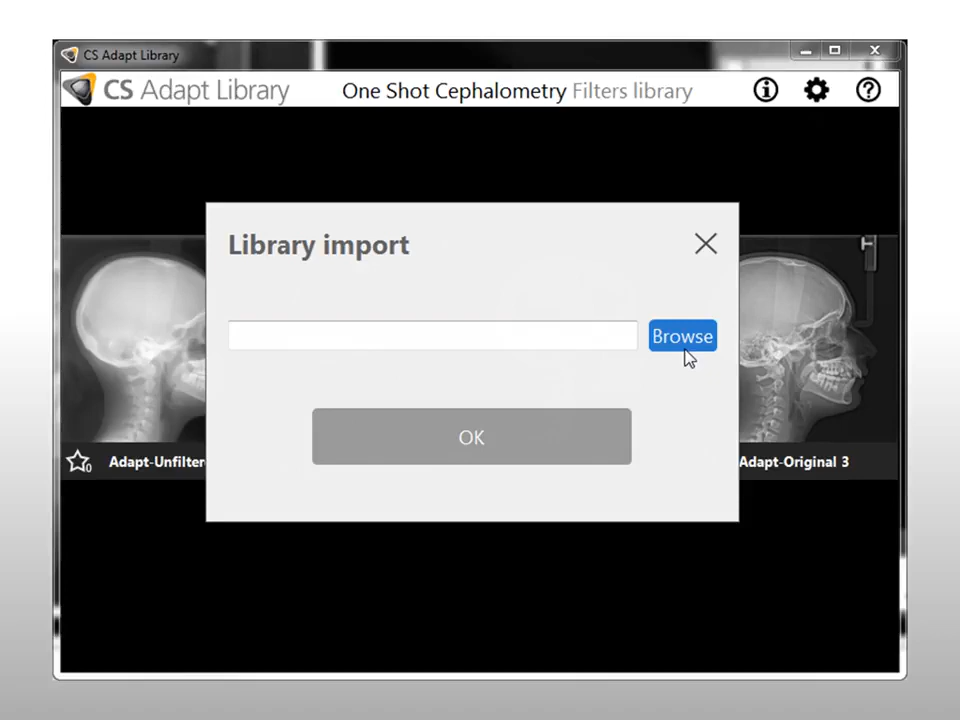 CS Adapt Library
CS Adapt Library
One Shot Cephalometry Filters library
Library import
Browse
OK
0
Adapt-Unfilter
Adapt-Original 3